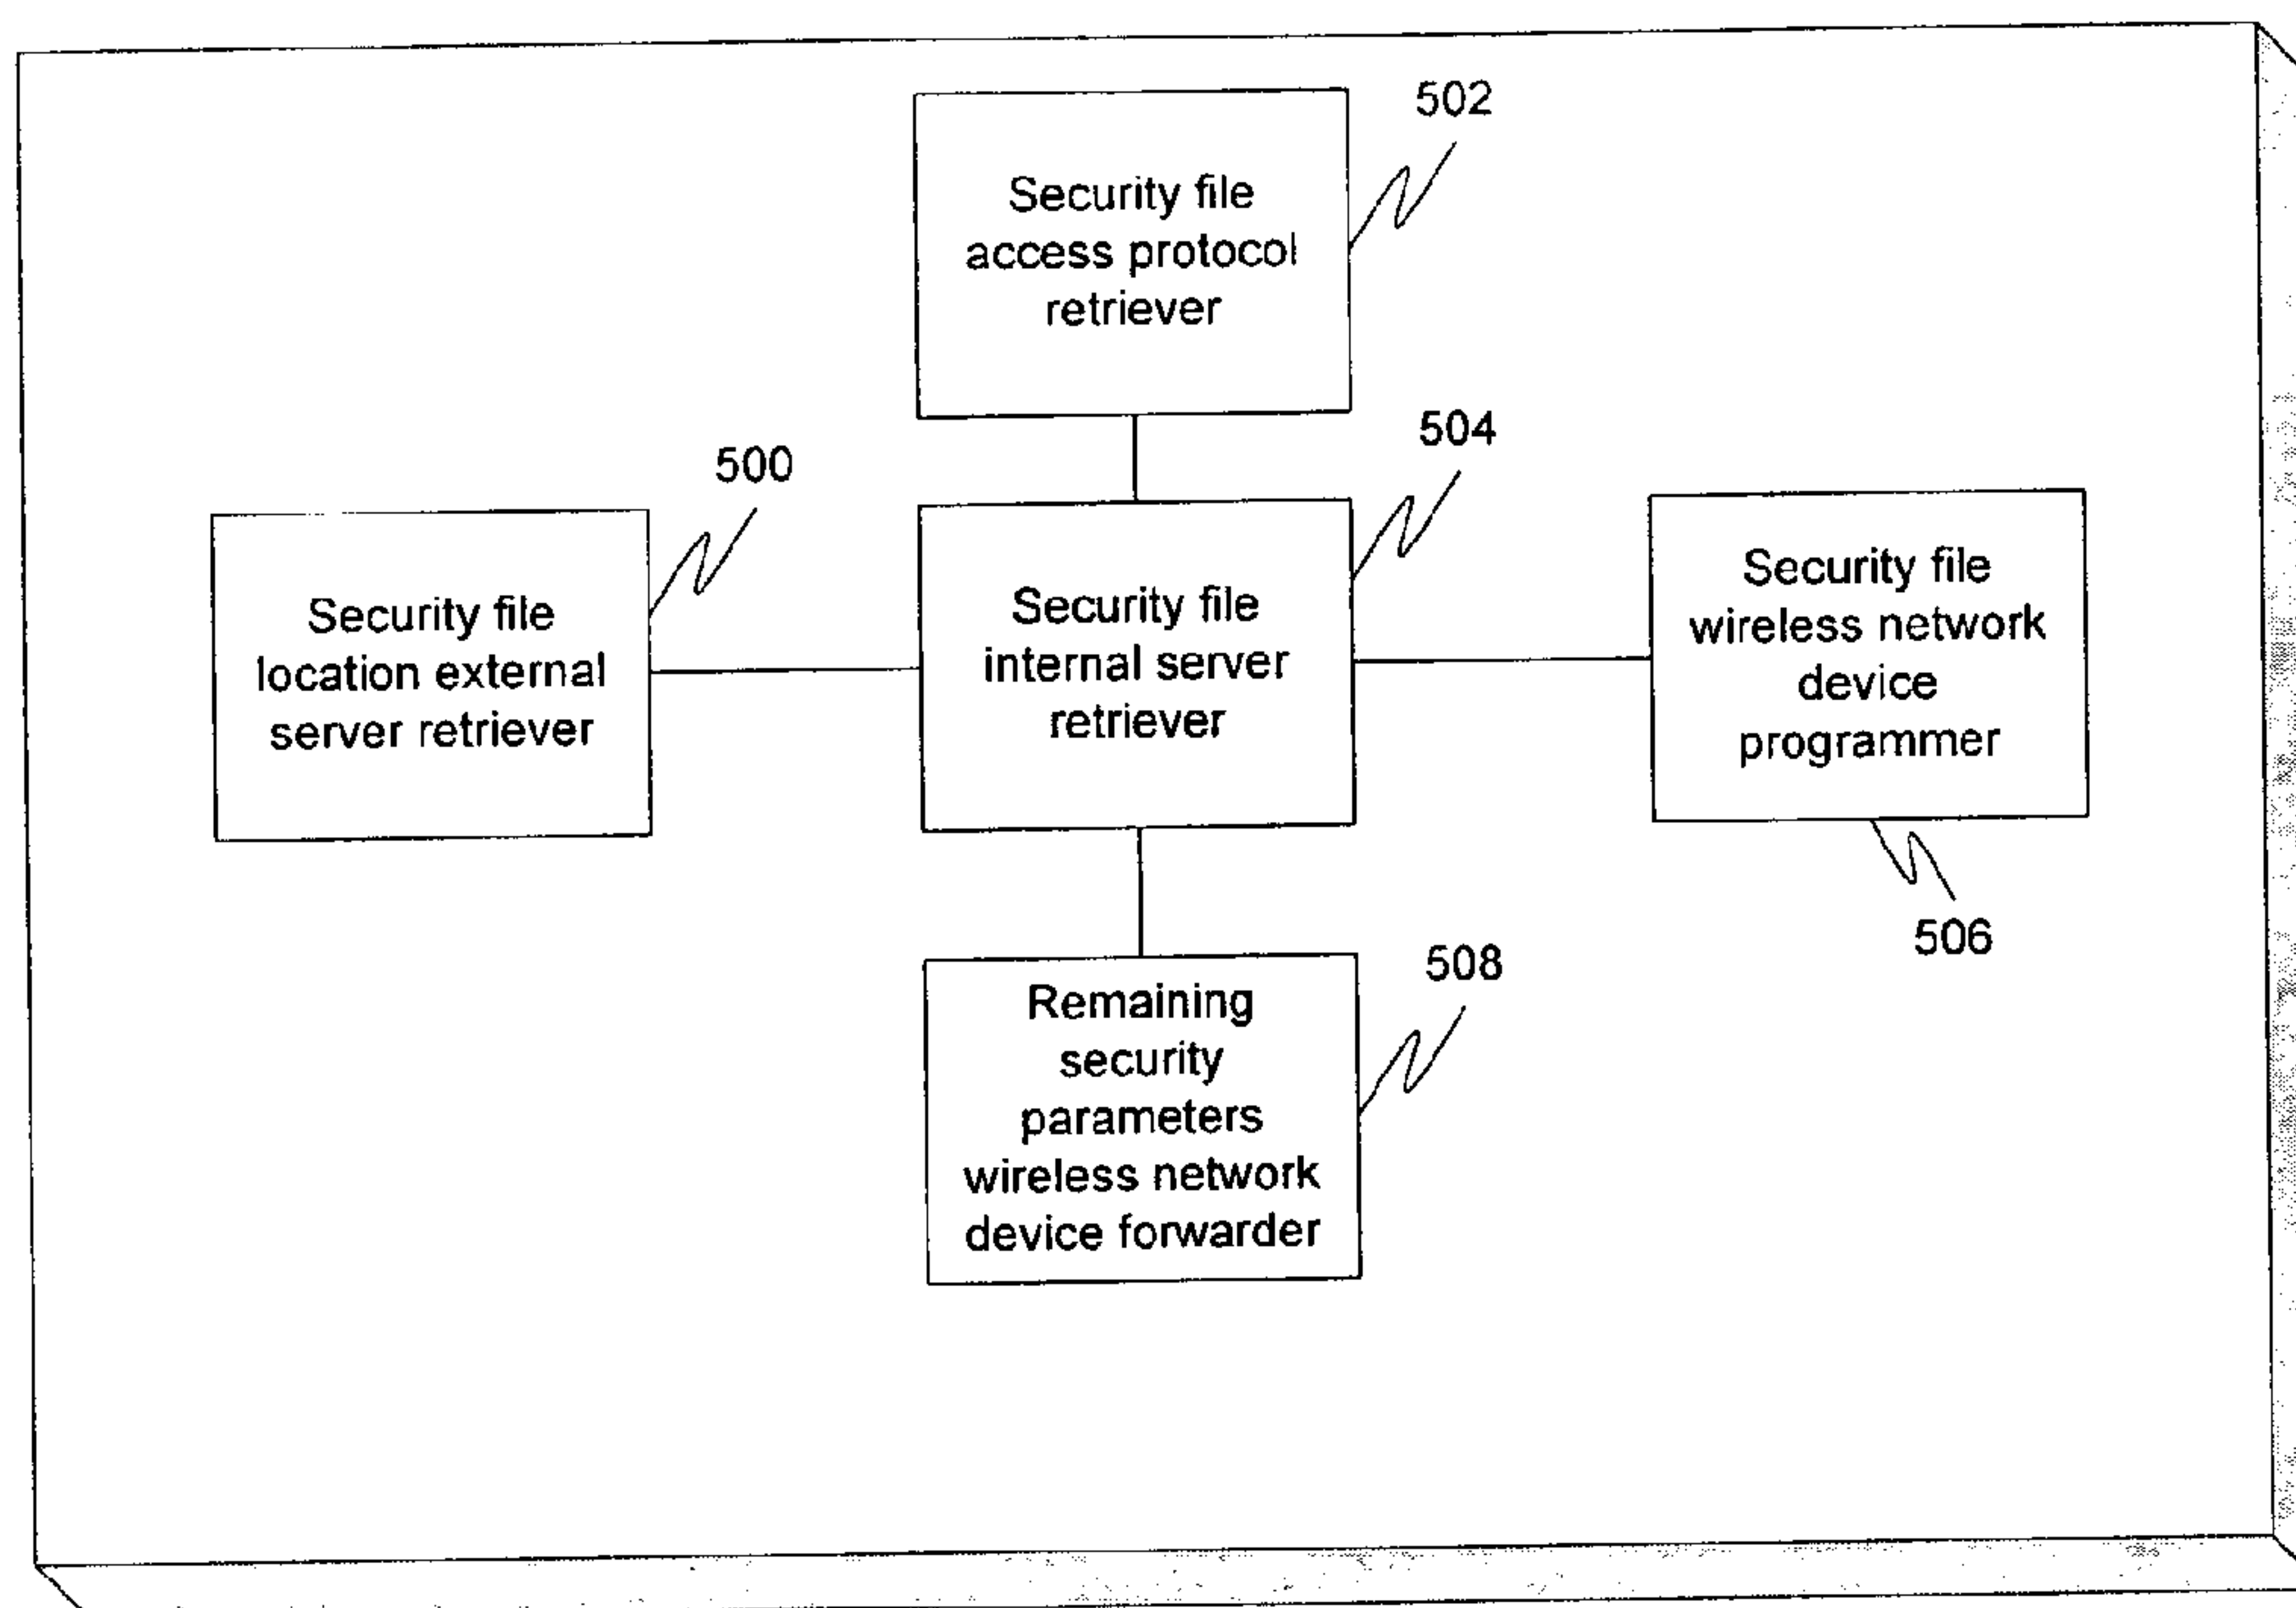 502
Security file
access protocol
retriever
504
500
Security file
location external
server retriever
Security file
internal server
retriever
Security file
wireless network
device
programmer
506
508
Remaining
security
parameters
wireless network
device forwarder